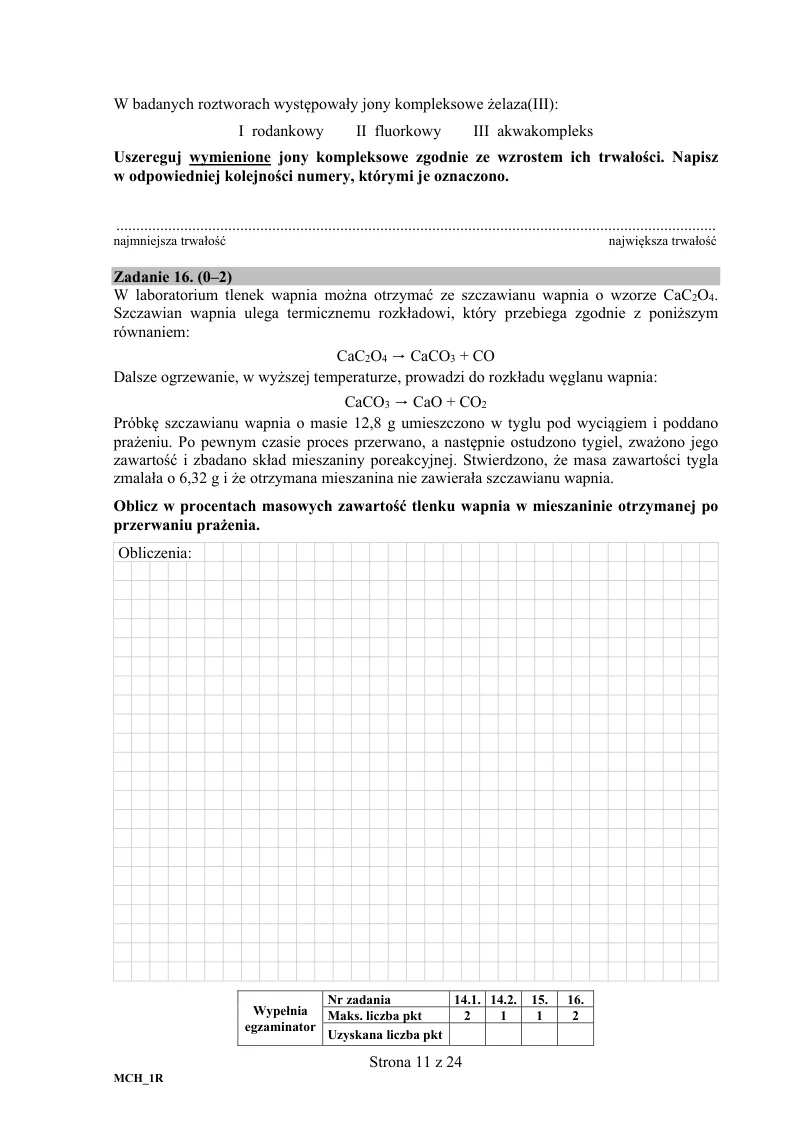 W badanych roztworach występowały jony kompleksowe żelaza(III):
I rodankowy II fluorkowy III akwakompleks
Uszereguj wymienione jony kompleksowe zgodnie ze wzrostem ich trwałości. Napisz
w odpowiedniej kolejności numery, którymi je oznaczono.
najmniejsza trwałość największa trwałość
Zadanie 16. (0–2)
W laboratorium tlenek wapnia można otrzymać ze szczawianu wapnia o wzorze CaC₂O₄.
Szczawian wapnia ulega termicznemu rozkładowi, który przebiega zgodnie z poniższym
równaniem:
CaC₂O₄ → CaCO₃ + CO
Dalsze ogrzewanie, w wyższej temperaturze, prowadzi do rozkładu węglanu wapnia:
CaCO₃ → CaO + CO₂
Próbkę szczawianu wapnia o masie 12,8 g umieszczono w tyglu pod wyciągiem i poddano
prażeniu. Po pewnym czasie proces przerwano, a następnie ostudzono tygiel, zważono jego
zawartość i zbadano skład mieszaniny poreakcyjnej. Stwierdzono, że masa zawartości tygla
zmalała o 6,32 g i że otrzymana mieszanina nie zawierała szczawianu wapnia.
Oblicz w procentach masowych zawartość tlenku wapnia w mieszaninie otrzymanej po
przerwaniu prażenia.
Obliczenia:
Wypełnia egzaminator
Nr zadania 14.1. 14.2. 15. 16.
Maks. liczba pkt 2 1 1 2
Uzyskana liczba pkt
Strona 11 z 24
MCH_1R